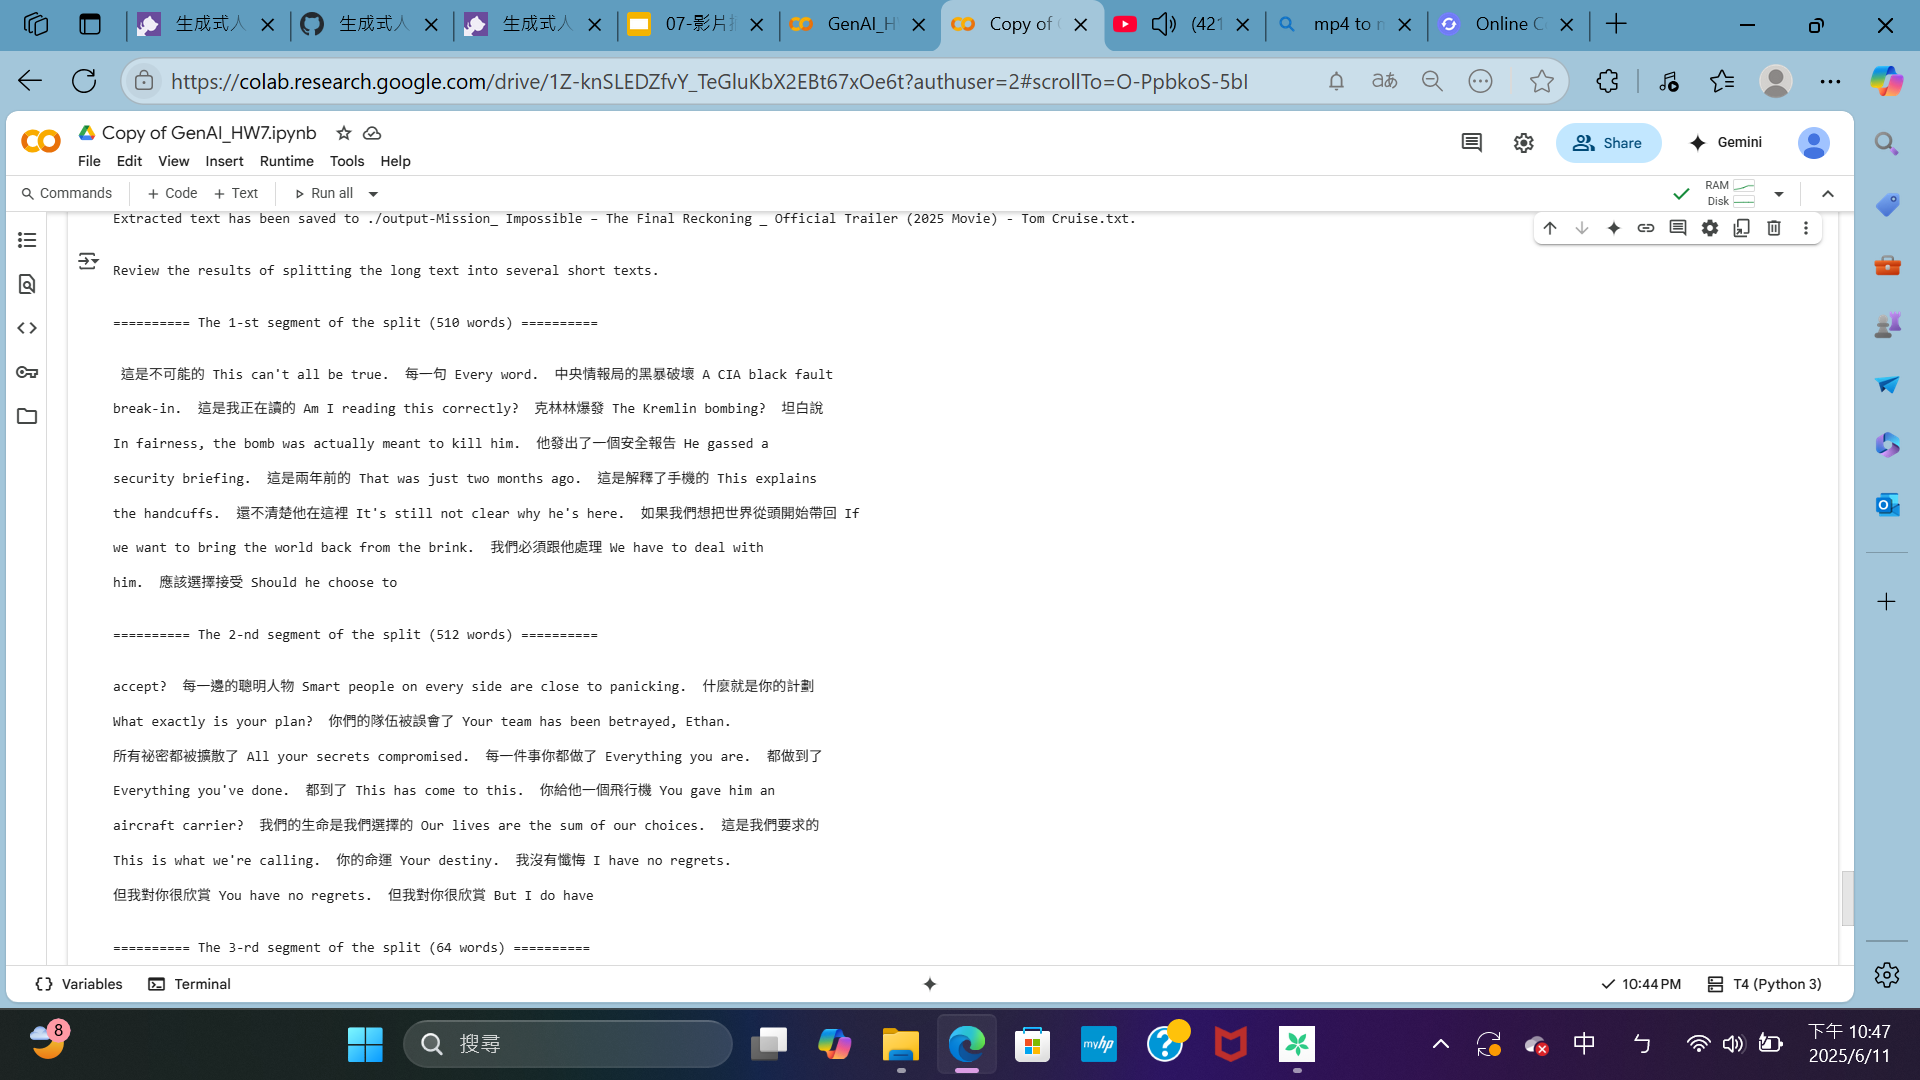 生成式人
生成式人
生成式人
07-影片摘
GenAI_H
Copy of
(421
mp4 to m
Online Co
https://colab.research.google.com/drive/1Z-knSLEDZfvY_TeGluKbX2EBt67xOe6t?authuser=2#scrollTo=O-PpbkoS-5bI
Copy of GenAI_HW7.ipynb
Share
Gemini
File Edit View Insert Runtime Tools Help
Commands + Code + Text Run all
RAM
Disk
Extracted text has been saved to ./output-Mission_ Impossible – The Final Reckoning _ Official Trailer (2025 Movie) - Tom Cruise.txt.
Review the results of splitting the long text into several short texts.
========== The 1-st segment of the split (510 words) ==========
這是不可能的 This can't all be true. 每一句 Every word. 中央情報局的黑暴破壞 A CIA black fault
break-in. 這是我正在讀的 Am I reading this correctly? 克林林爆發 The Kremlin bombing? 坦白說
In fairness, the bomb was actually meant to kill him. 他發出了一個安全報告 He gassed a
security briefing. 這是兩年前的 That was just two months ago. 這是解釋了手機的 This explains
the handcuffs. 還不清楚他在這裡 It's still not clear why he's here. 如果我們想把世界從頭開始帶回 If
we want to bring the world back from the brink. 我們必須跟他處理 We have to deal with
him. 應該選擇接受 Should he choose to
========== The 2-nd segment of the split (512 words) ==========
accept? 每一邊的聰明人物 Smart people on every side are close to panicking. 什麼就是你的計劃
What exactly is your plan? 你們的隊伍被誤會了 Your team has been betrayed, Ethan.
所有祕密都被擴散了 All your secrets compromised. 每一件事你都做了 Everything you are. 都做到了
Everything you've done. 都到了 This has come to this. 你給他一個飛行機 You gave him an
aircraft carrier? 我們的生命是我們選擇的 Our lives are the sum of our choices. 這是我們要求的
This is what we're calling. 你的命運 Your destiny. 我沒有懺悔 I have no regrets.
但我對你很欣賞 You have no regrets. 但我對你很欣賞 But I do have
========== The 3-rd segment of the split (64 words) ==========
Variables Terminal
10:44 PM T4 (Python 3)
8
搜尋
myhp
中
ㄅ
下午 10:47
2025/6/11